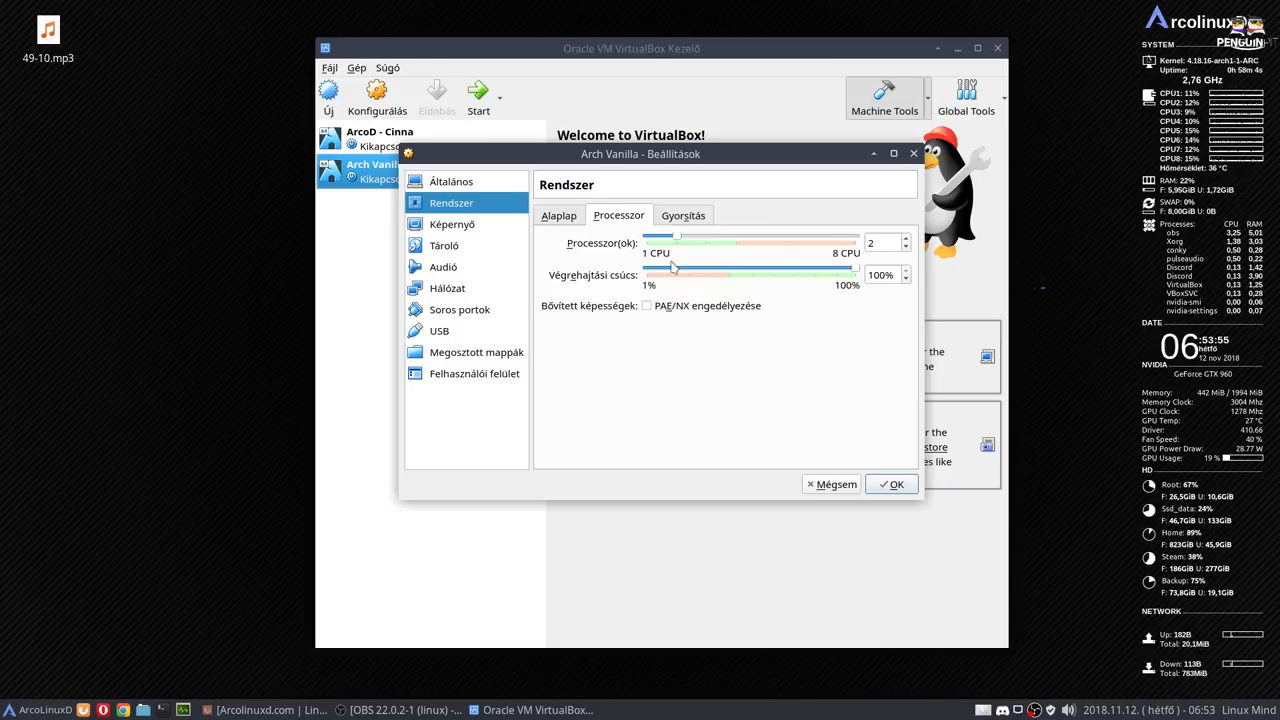 49-10.mp3
Oracle VM VirtualBox Kezelő
Fájl Gép Súgó
Új Konfigurálás Eldobás Start
Machine Tools Global Tools
ArcoD - Cinna
Kikapcso
Arch Vanil
Kikapcso
Welcome to VirtualBox!
Arch Vanilla - Beállítások
Általános
Rendszer
Képernyő
Tároló
Audió
Hálózat
Soros portok
USB
Megosztott mappák
Felhasználói felület
Rendszer
Alaplap Processzor Gyorsítás
Processzor(ok): 2
1 CPU 8 CPU
Végrehajtási csúcs: 100%
1% 100%
Bővített képességek: PAE/NX engedélyezése
Mégsem OK
r the
ne
or the
store
es like
ArcolinuxD
PENGUIN
SYSTEM
Kernel: 4.18.16-arch1-1-ARC
Uptime: 0h 58m 4s
2,76 GHz
CPU1: 11%
CPU2: 12%
CPU3: 9%
CPU4: 10%
CPU5: 15%
CPU6: 14%
CPU7: 12%
CPU8: 15%
Hőmérséklet: 36 °C
RAM: 22%
F: 5,95GiB U: 1,72GiB
SWAP: 0%
F: 8,00GiB U: 0B
Processes: CPU RAM
obs 3,25 5,01
Xorg 1,38 3,03
conky 0,50 0,28
pulseaudio 0,50 0,22
Discord 0,13 1,42
Discord 0,13 3,90
VirtualBox 0,13 1,25
VBoxSVC 0,13 0,28
nvidia-smi 0,00 0,06
nvidia-settings 0,00 0,07
DATE
06:53:55
hétfő
12 nov 2018
NVIDIA
GeForce GTX 960
Memory: 442 MiB / 1994 MiB
Memory Clock: 3004 Mhz
GPU Clock: 1278 Mhz
GPU Temp: 27 °C
Driver: 410.66
Fan Speed: 40 %
GPU Power Draw: 28.77 W
GPU Usage: 19 %
HD
Root: 67%
F: 26,5GiB U: 10,6GiB
Ssd_data: 24%
F: 46,7GiB U: 133GiB
Home: 89%
F: 823GiB U: 45,9GiB
Steam: 38%
F: 186GiB U: 277GiB
Backup: 75%
F: 73,8GiB U: 19,1GiB
NETWORK
Up: 182B
Total: 20,1MiB
Down: 113B
Total: 783MiB
ArcoLinuxD [Arcolinuxd.com | Lin... [OBS 22.0.2-1 (linux) -... Oracle VM VirtualBox... 2018.11.12. ( hétfő ) - 06:53 Linux Mind